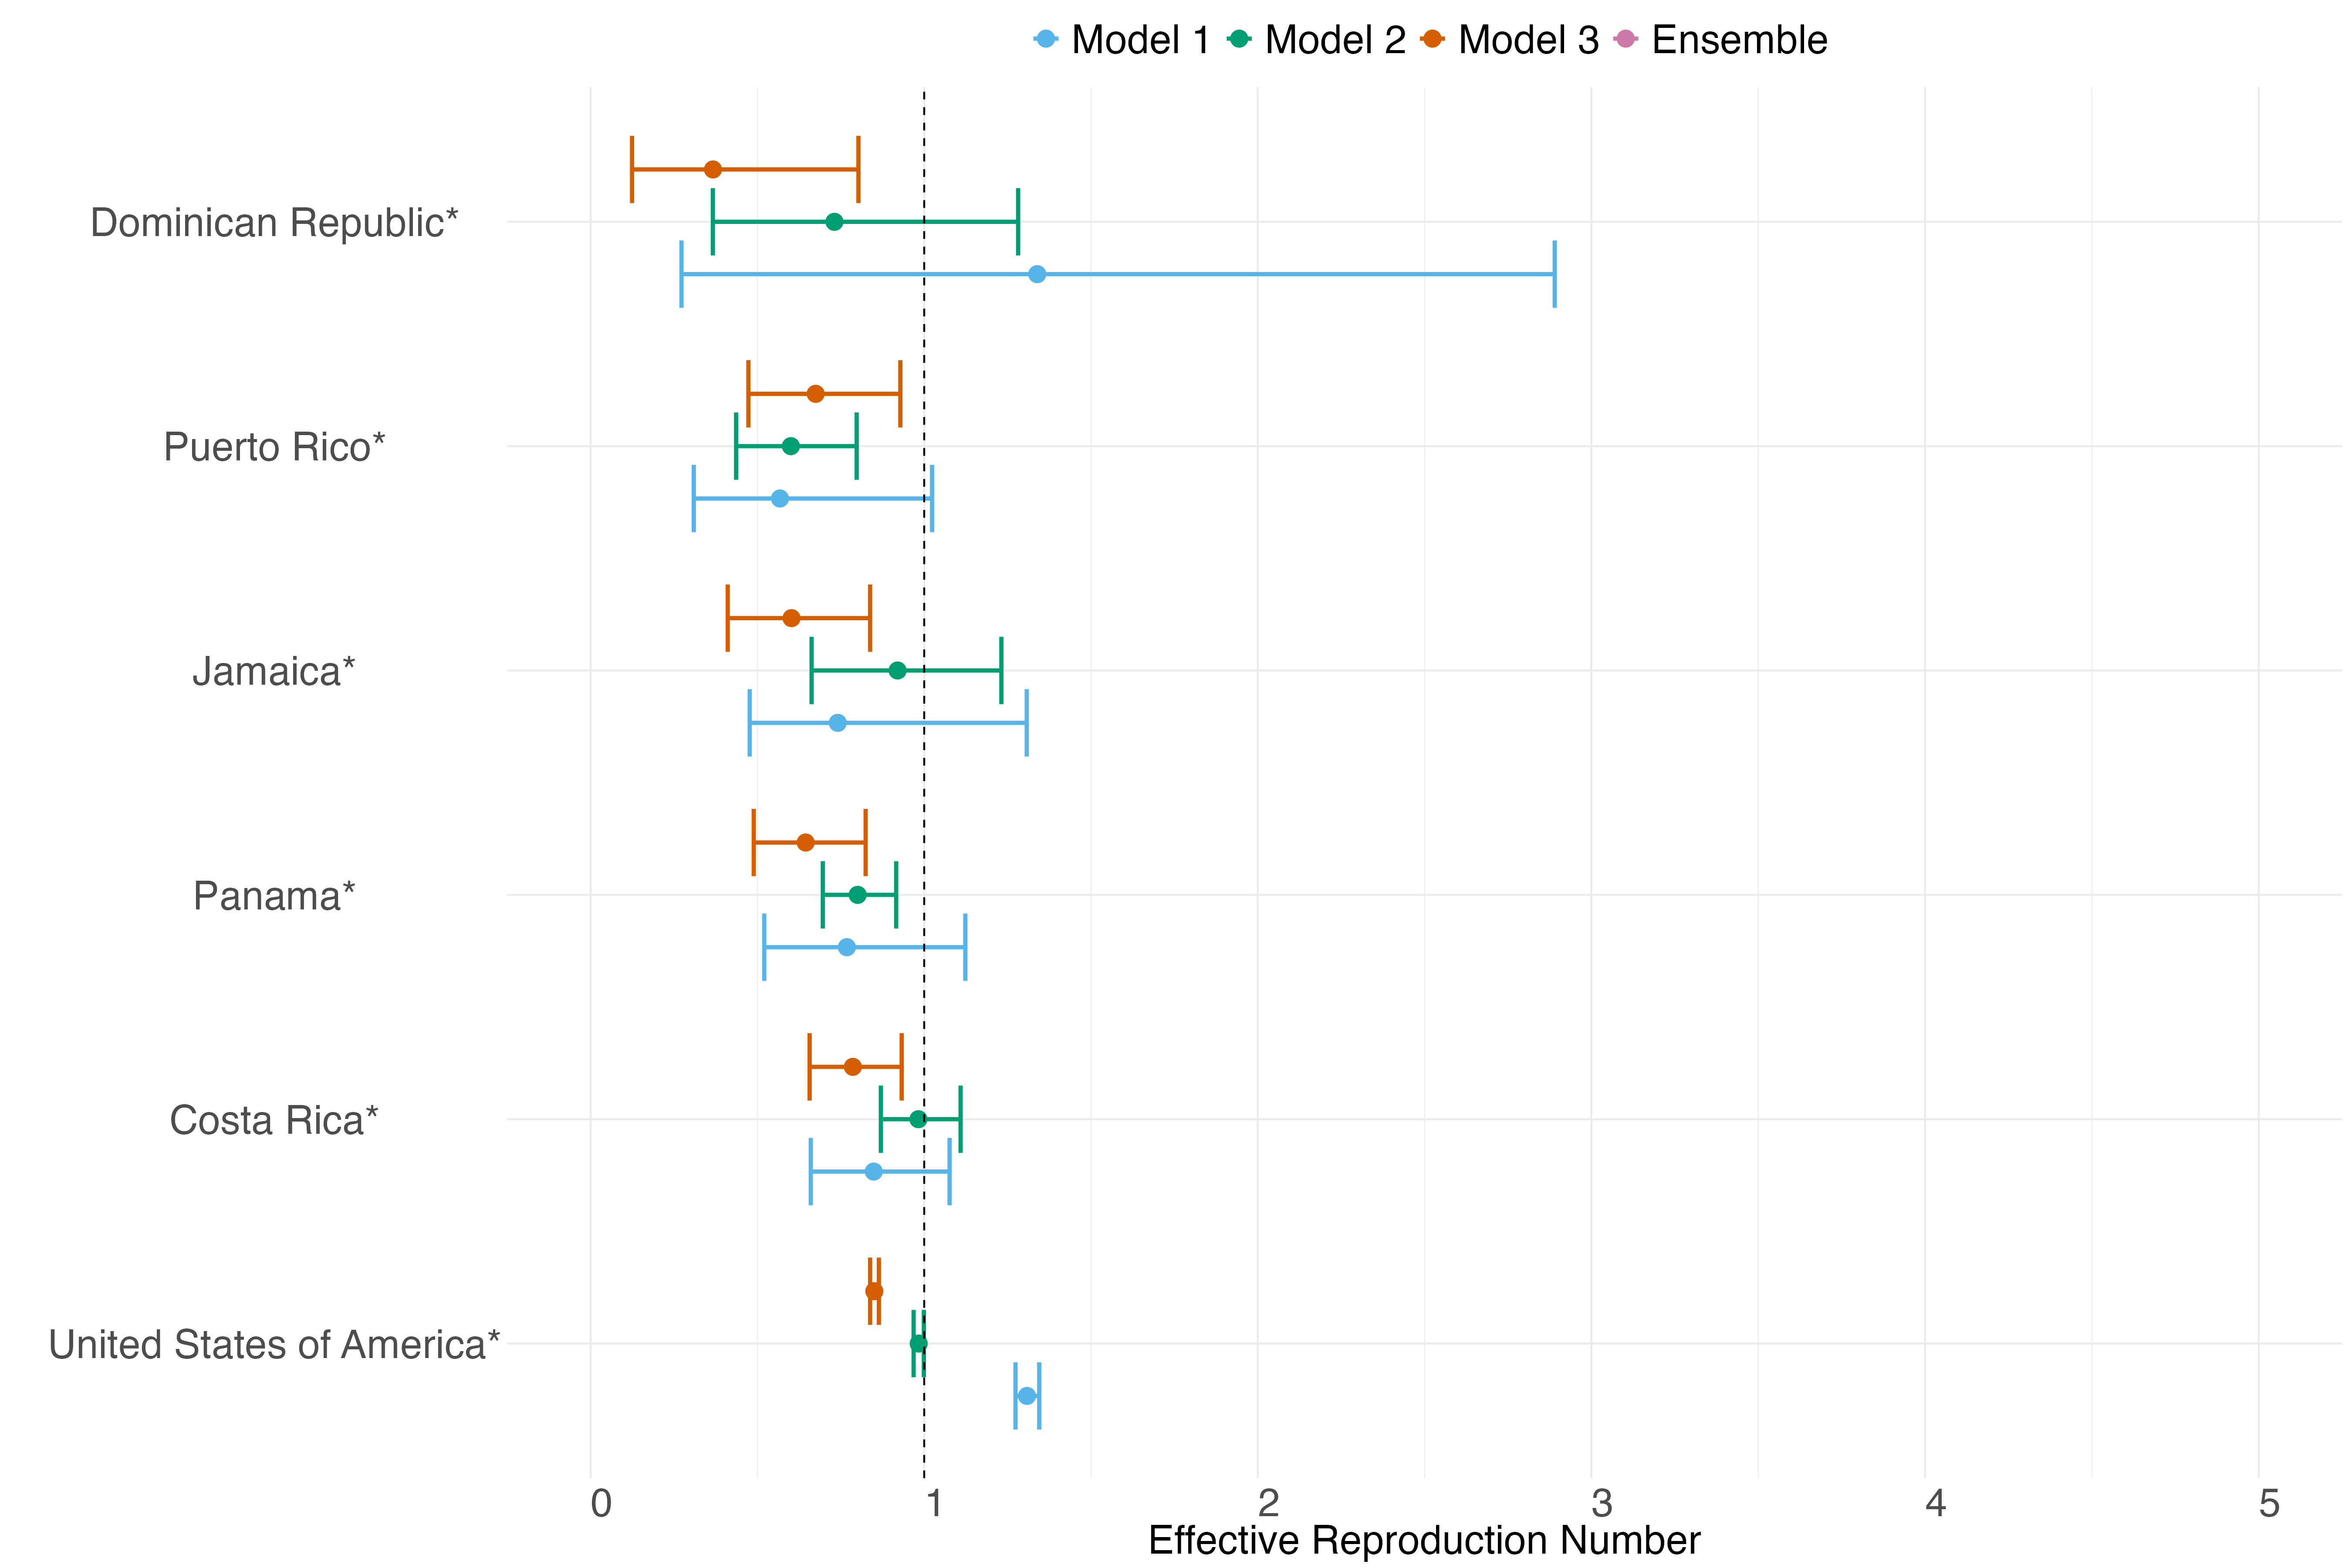 Model 1 Model 2 Model 3 Ensemble
Dominican Republic*
Puerto Rico*
Jamaica*
Panama*
Costa Rica*
United States of America*
0 1 2 3 4 5
Effective Reproduction Number